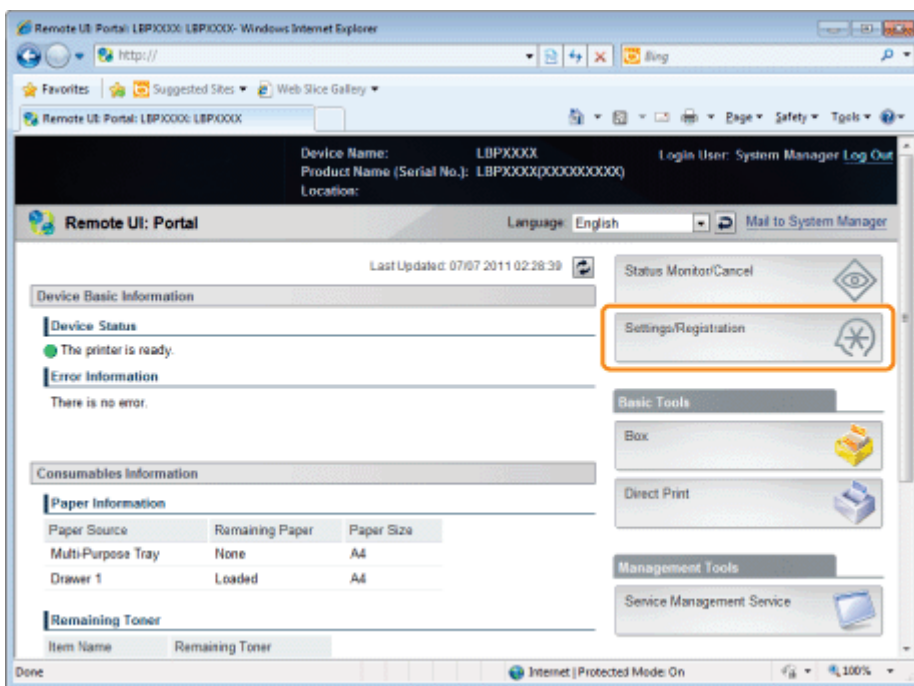 Remote UI: Portal: LBPXXXX: LBPXXXX- Windows Internet Explorer
http://
Bing
Favorites
Suggested Sites
Web Slice Gallery
Remote UI: Portal: LBPXXXX: LBPXXXX
Page
Safety
Tools
Device Name: LBPXXXX
Login User: System Manager Log Out
Product Name (Serial No.): LBPXXXX(XXXXXXXXX)
Location:
Remote UI: Portal
Language: English
Mail to System Manager
Last Updated: 07/07 2011 02:28:39
Status Monitor/Cancel
Device Basic Information
Device Status
The printer is ready.
Settings/Registration
Error Information
There is no error.
Basic Tools
Box
Consumables Information
Paper Information
Direct Print
Paper Source Remaining Paper Paper Size
Multi-Purpose Tray None A4
Drawer 1 Loaded A4
Management Tools
Service Management Service
Remaining Toner
Item Name Remaining Toner
Done
Internet | Protected Mode: On
100%